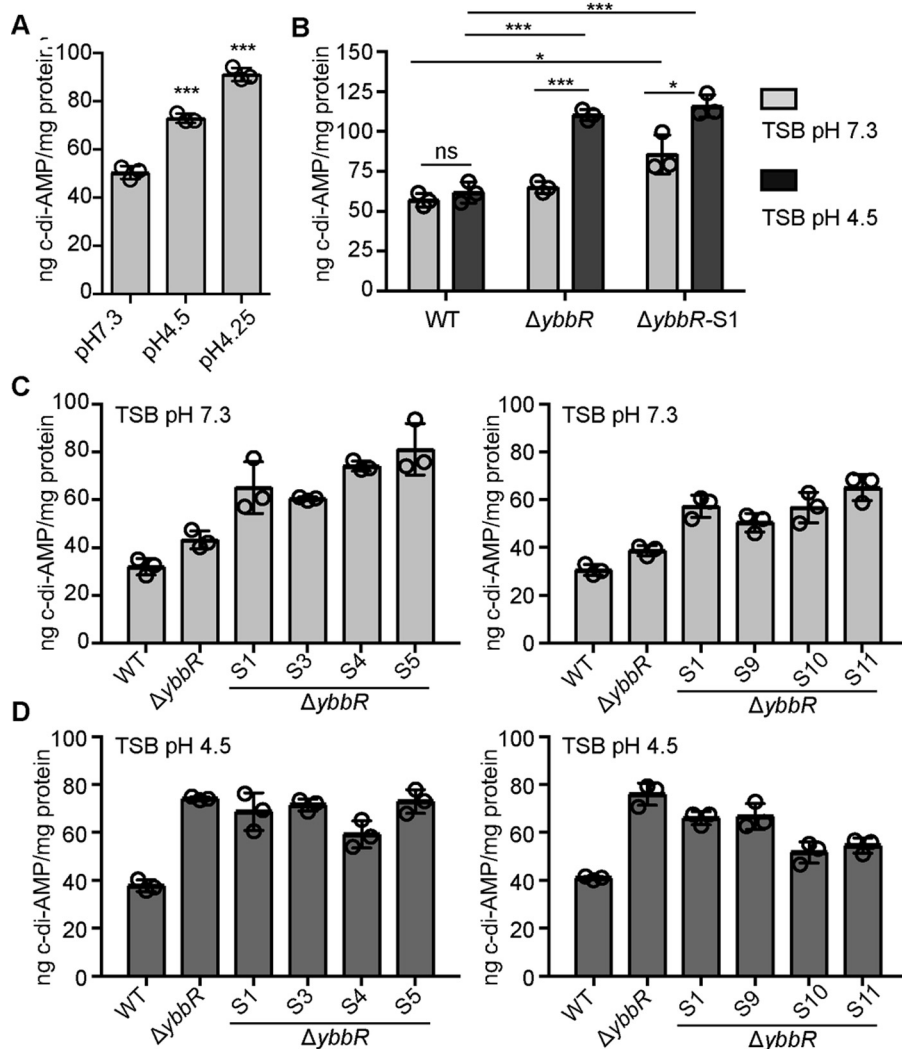 A
ng c-di-AMP/mg protein
100
80
60
40
20
0
***
***
pH7.3
pH4.5
pH4.25
B
ng c-di-AMP/mg protein
150
125
100
75
50
0
***
***
*
***
*
ns
WT
ΔybbR
ΔybbR-S1
TSB pH 7.3
TSB pH 4.5
C
ng c-di-AMP/mg protein
100
80
60
40
20
0
TSB pH 7.3
WT
ΔybbR
S1
S3
S4
S5
ΔybbR
ng c-di-AMP/mg protein
100
80
60
40
20
0
TSB pH 7.3
WT
ΔybbR
S1
S9
S10
S11
ΔybbR
D
ng c-di-AMP/mg protein
100
80
60
40
20
0
TSB pH 4.5
WT
ΔybbR
S1
S3
S4
S5
ΔybbR
ng c-di-AMP/mg protein
100
80
60
40
20
0
TSB pH 4.5
WT
ΔybbR
S1
S9
S10
S11
ΔybbR